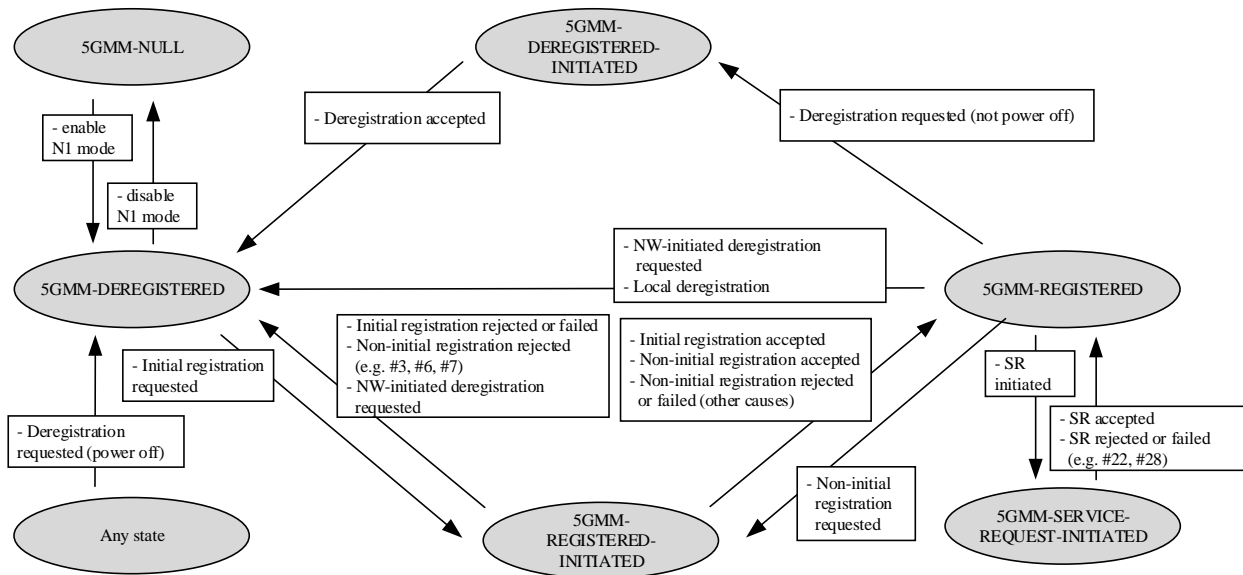 5GMM-NULL
5GMM-
DEREGISTERED-
INITIATED
- enable
N1 mode
- disable
N1 mode
- Deregistration accepted
- Deregistration requested (not power off)
- NW-initiated deregistration
requested
- Local deregistration
5GMM-DEREGISTERED
5GMM-REGISTERED
- Initial registration
requested
- Initial registration rejected or failed
- Non-initial registration rejected
(e.g. #3, #6, #7)
- NW-initiated deregistration
requested
- Initial registration accepted
- Non-initial registration accepted
- Non-initial registration rejected
or failed (other causes)
- SR
initiated
- SR accepted
- SR rejected or failed
(e.g. #22, #28)
- Deregistration
requested (power off)
- Non-initial
registration
requested
Any state
5GMM-
REGISTERED-
INITIATED
5GMM-SERVICE-
REQUEST-INITIATED